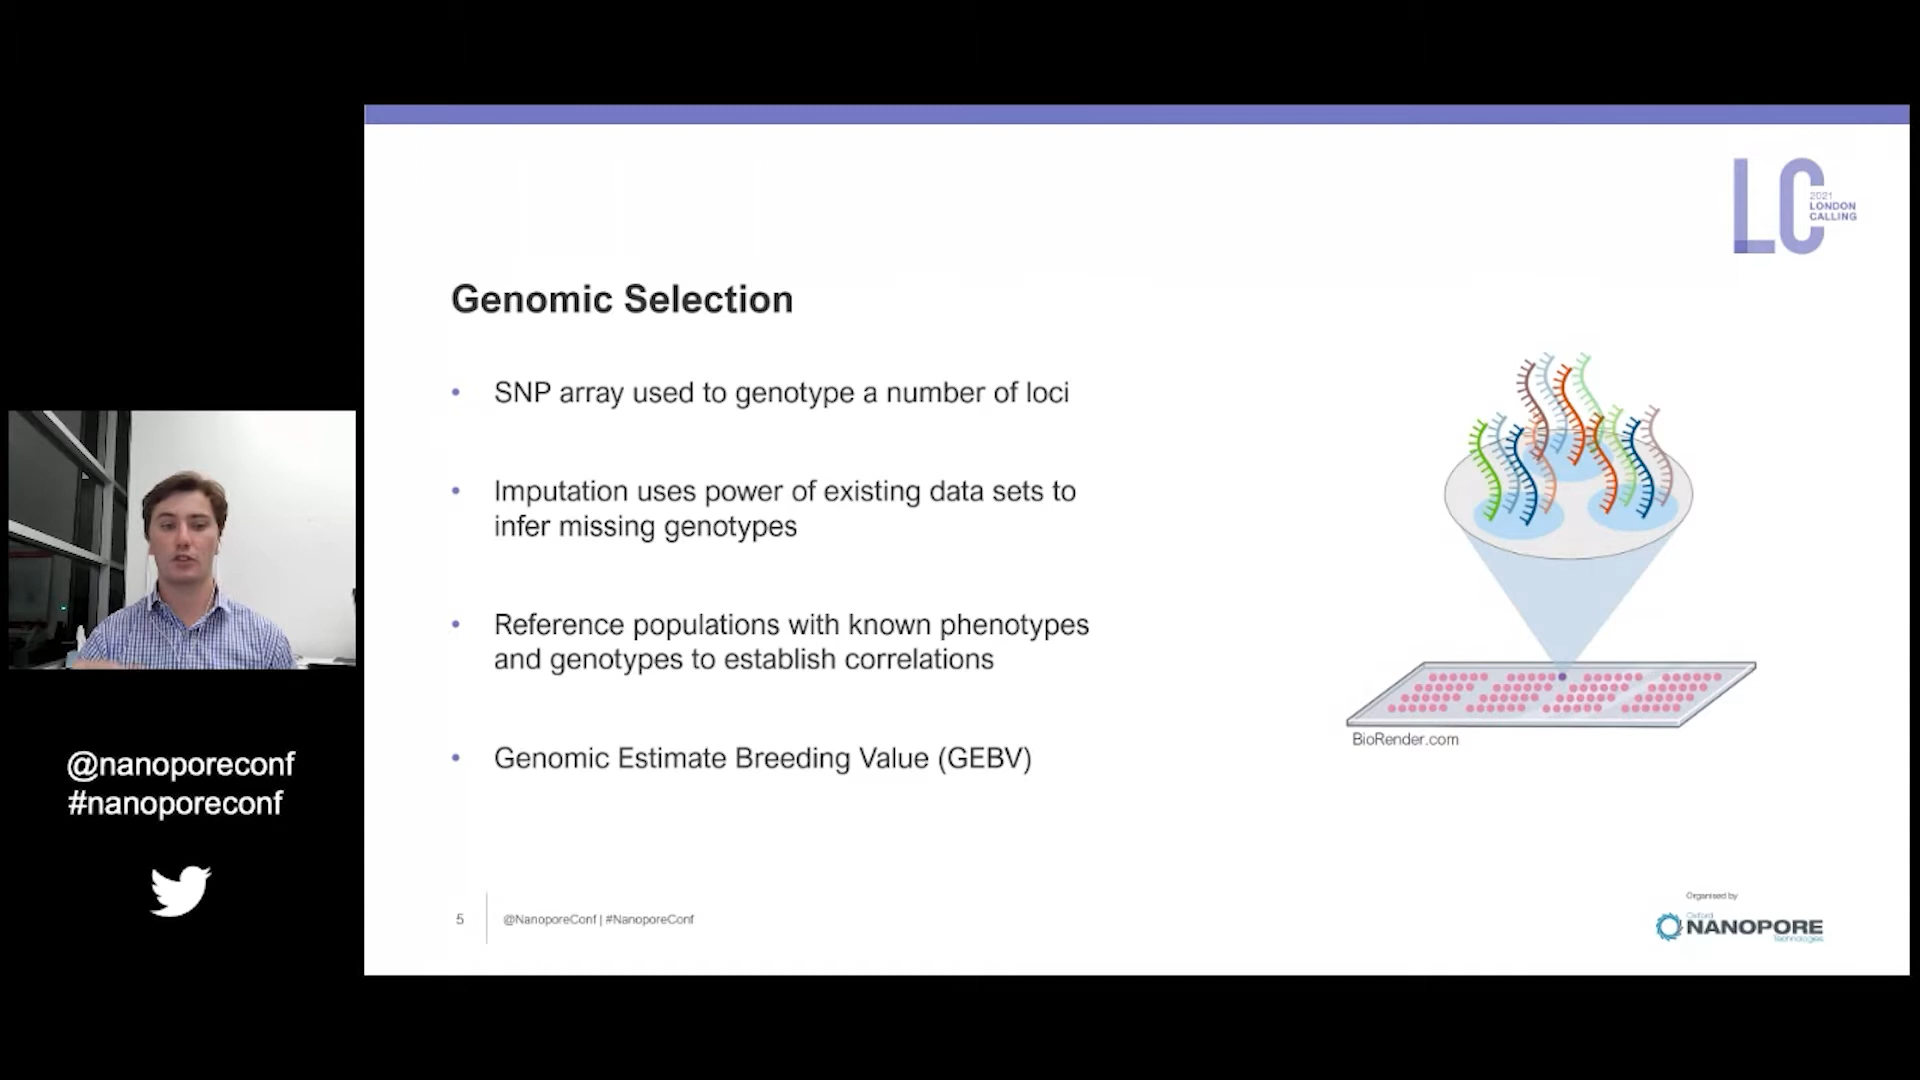 LC
2021
LONDON
CALLING
Genomic Selection
• SNP array used to genotype a number of loci
• Imputation uses power of existing data sets to
infer missing genotypes
• Reference populations with known phenotypes
and genotypes to establish correlations
• Genomic Estimate Breeding Value (GEBV)
BioRender.com
@nanoporeconf
#nanoporeconf
5
@NanoporeConf | #NanoporeConf
Organised by
Oxford
NANOPORE
Technologies